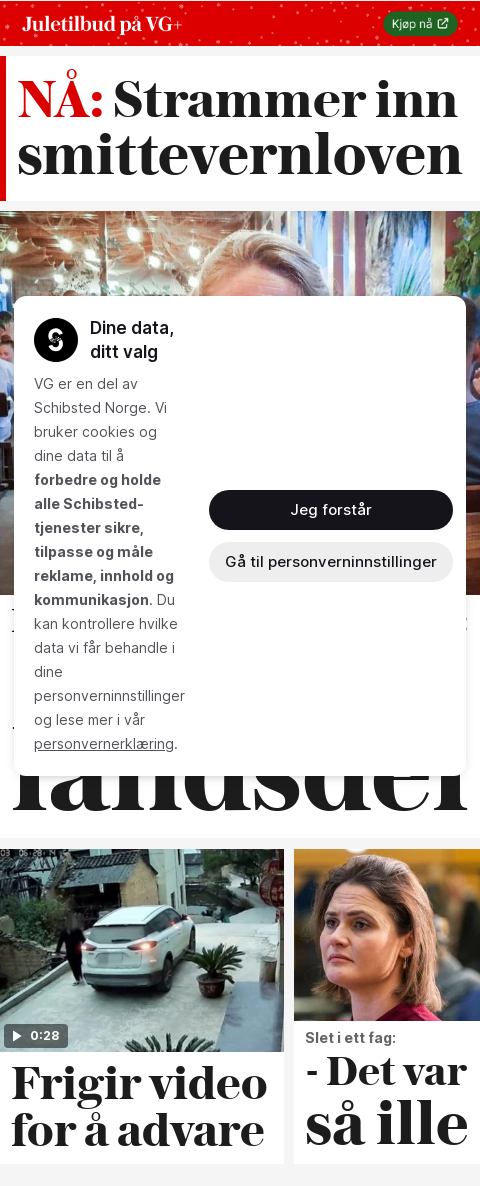 Juletilbud på VG+
Kjøp nå
NÅ: Strammer inn
smittevernloven
Dine data,
ditt valg
VG er en del av
Schibsted Norge. Vi
bruker cookies og
dine data til å
forbedre og holde
alle Schibsted-
tjenester sikre,
tilpasse og måle
reklame, innhold og
kommunikasjon. Du
kan kontrollere hvilke
data vi får behandle i
dine
personverninnstillinger
og lese mer i vår
personvernerklæring.
Jeg forstår
Gå til personverninnstillinger
landsdel
0:28
Frigir video
for å advare
Slet i ett fag:
- Det var
så ille